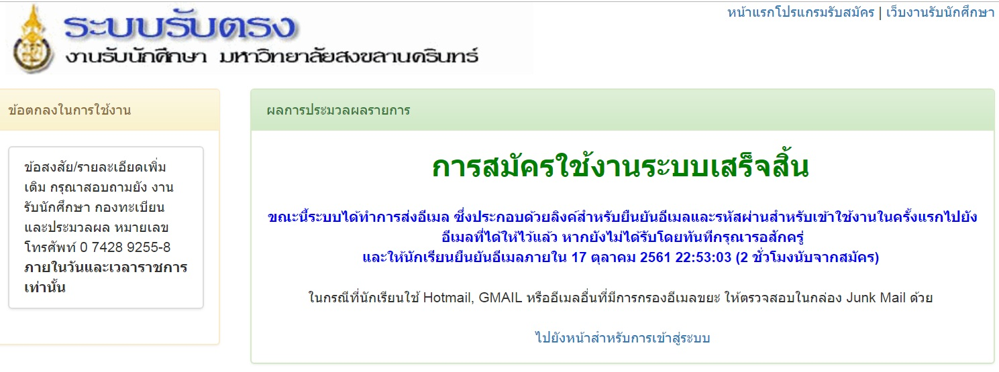 ระบบรับตรง
งานรับนักศึกษา มหาวิทยาลัยสงขลานครินทร์
หน้าแรกโปรแกรมรับสมัคร | เว็บงานรับนักศึกษา
ข้อตกลงในการใช้งาน
ข้อสงสัย/รายละเอียดเพิ่ม
เติม กรุณาสอบถามยัง งาน
รับนักศึกษา กองทะเบียน
และประมวลผล หมายเลข
โทรศัพท์ 0 7428 9255-8
ภายในวันและเวลาราชการ
เท่านั้น
ผลการประมวลผลรายการ
การสมัครใช้งานระบบเสร็จสิ้น
ขณะนี้ระบบได้ทำการส่งอีเมล ซึ่งประกอบด้วยลิงค์สำหรับยืนยันอีเมลและรหัสผ่านสำหรับเข้าใช้งานในครั้งแรกไปยัง
อีเมลที่ได้ให้ไว้แล้ว หากยังไม่ได้รับโดยทันทีกรุณารอสักครู่
และให้นักเรียนยืนยันอีเมลภายใน 17 ตุลาคม 2561 22:53:03 (2 ชั่วโมงนับจากสมัคร)
ในกรณีที่นักเรียนใช้ Hotmail, GMAIL หรืออีเมลอื่นที่มีการกรองอีเมลขยะ ให้ตรวจสอบในกล่อง Junk Mail ด้วย
ไปยังหน้าสำหรับการเข้าสู่ระบบ